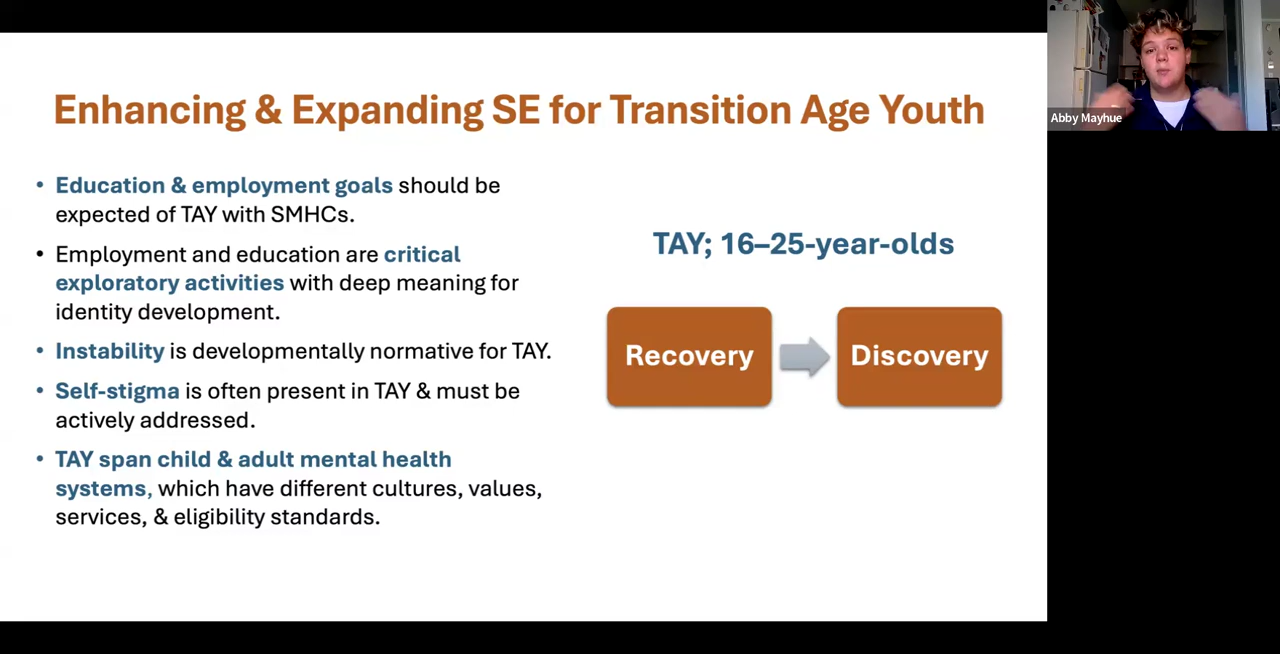 Enhancing & Expanding SE for Transition Age Youth
• Education & employment goals should be
expected of TAY with SMHCs.
• Employment and education are critical
exploratory activities with deep meaning for
identity development.
• Instability is developmentally normative for TAY.
• Self-stigma is often present in TAY & must be
actively addressed.
• TAY span child & adult mental health
systems, which have different cultures, values,
services, & eligibility standards.
TAY; 16–25-year-olds
Recovery
Discovery
Abby Mayhue